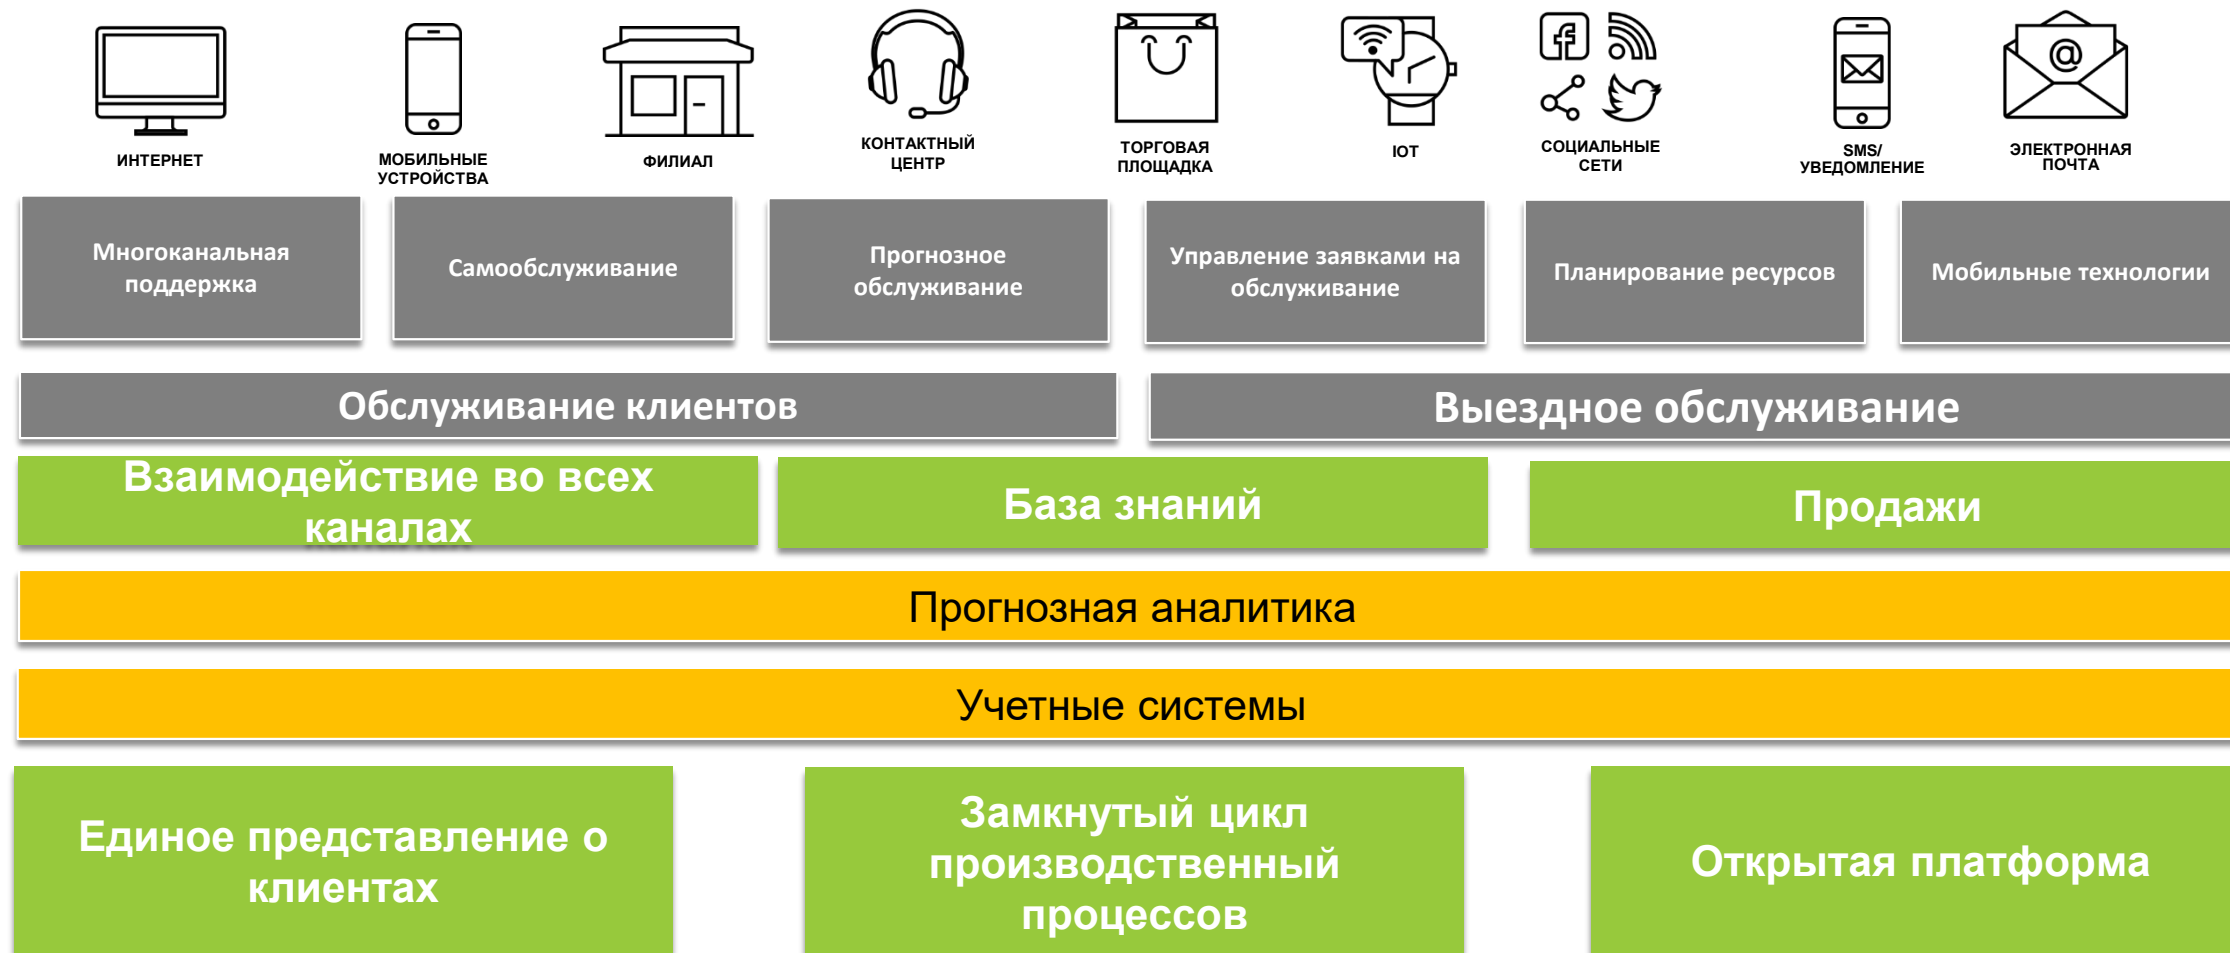 ИНТЕРНЕТ
МОБИЛЬНЫЕ
УСТРОЙСТВА
ФИЛИАЛ
КОНТАКТНЫЙ
ЦЕНТР
ТОРГОВАЯ
ПЛОЩАДКА
IOT
СОЦИАЛЬНЫЕ
СЕТИ
SMS/
УВЕДОМЛЕНИЕ
@
ЭЛЕКТРОННАЯ
ПОЧТА
Многоканальная
поддержка
Самообслуживание
Прогнозное
обслуживание
Управление заявками на
обслуживание
Планирование ресурсов
Мобильные технологии
Обслуживание клиентов
Выездное обслуживание
Взаимодействие во всех
каналах
База знаний
Продажи
Прогнозная аналитика
Учетные системы
Единое представление о
клиентах
Замкнутый цикл
производственный
процессов
Открытая платформа